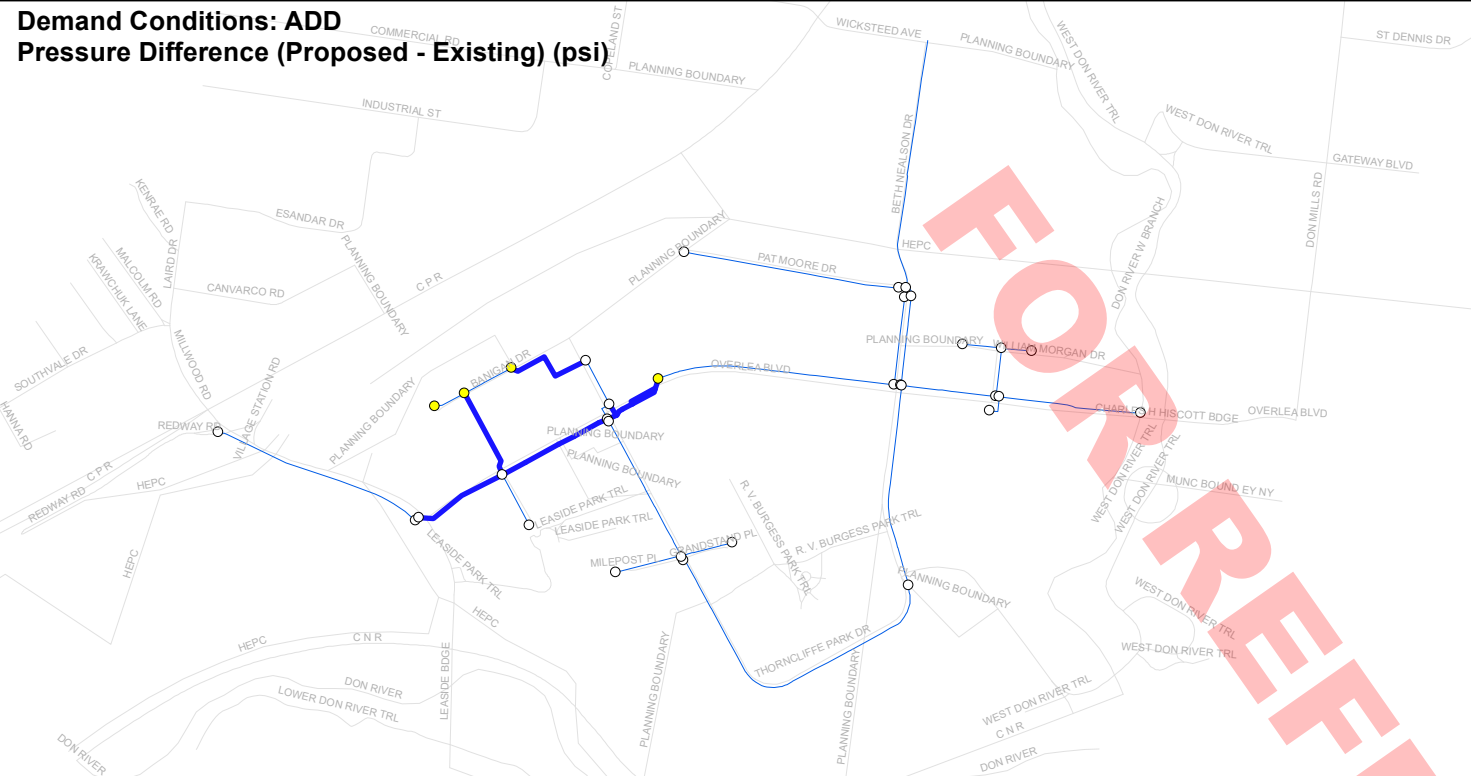 Demand Conditions: ADD
Pressure Difference (Proposed - Existing) (psi)
COMMERCIAL RD
COPELAND ST
PLANNING BOUNDARY
INDUSTRIAL ST
WICKSTEED AVE
PLANNING BOUNDARY
WEST DON RIVER TRL
ST DENNIS DR
WEST DON RIVER TRL
GATEWAY BLVD
DON MILLS RD
BETH NEALSON DR
KENRAE RD
ESANDAR DR
LAIRD DR
MALCOLM RD
KRAWCHUK LANE
CANVARCO RD
PLANNING BOUNDARY
C P R
PLANNING BOUNDARY
PAT MOORE DR
HEPC
DON RIVER W BRANCH
SOUTHVALE DR
MILLWOOD RD
VILLAGE STATION RD
HANNA RD
REDWAY RD
PLANNING BOUNDARY
BANIGAN DR
OVERLEA BLVD
PLANNING BOUNDARY
WILLIAM MORGAN DR
CHARLES H HISCOTT BDGE
OVERLEA BLVD
C P R
REDWAY RD
HEPC
PLANNING BOUNDARY
PLANNING BOUNDARY
LEASIDE PARK TRL
LEASIDE PARK TRL
R. V. BURGESS PARK TRL
R. V. BURGESS PARK TRL
WEST DON RIVER TRL
WEST DON RIVER TRL
MUNC BOUND EY NY
HEPC
LEASIDE PARK TRL
MILEPOST Pl
GRANDSTAND PL
PLANNING BOUNDARY
WEST DON RIVER TRL
HEPC
HEPC
C N R
THORNCLIFFE PARK DR
PLANNING BOUNDARY
PLANNING BOUNDARY
WEST DON RIVER TRL
LEASIDE BDGE
DON RIVER
LOWER DON RIVER TRL
DON RIVER
WEST DON RIVER TRL
C N R
DON RIVER
FOR REF